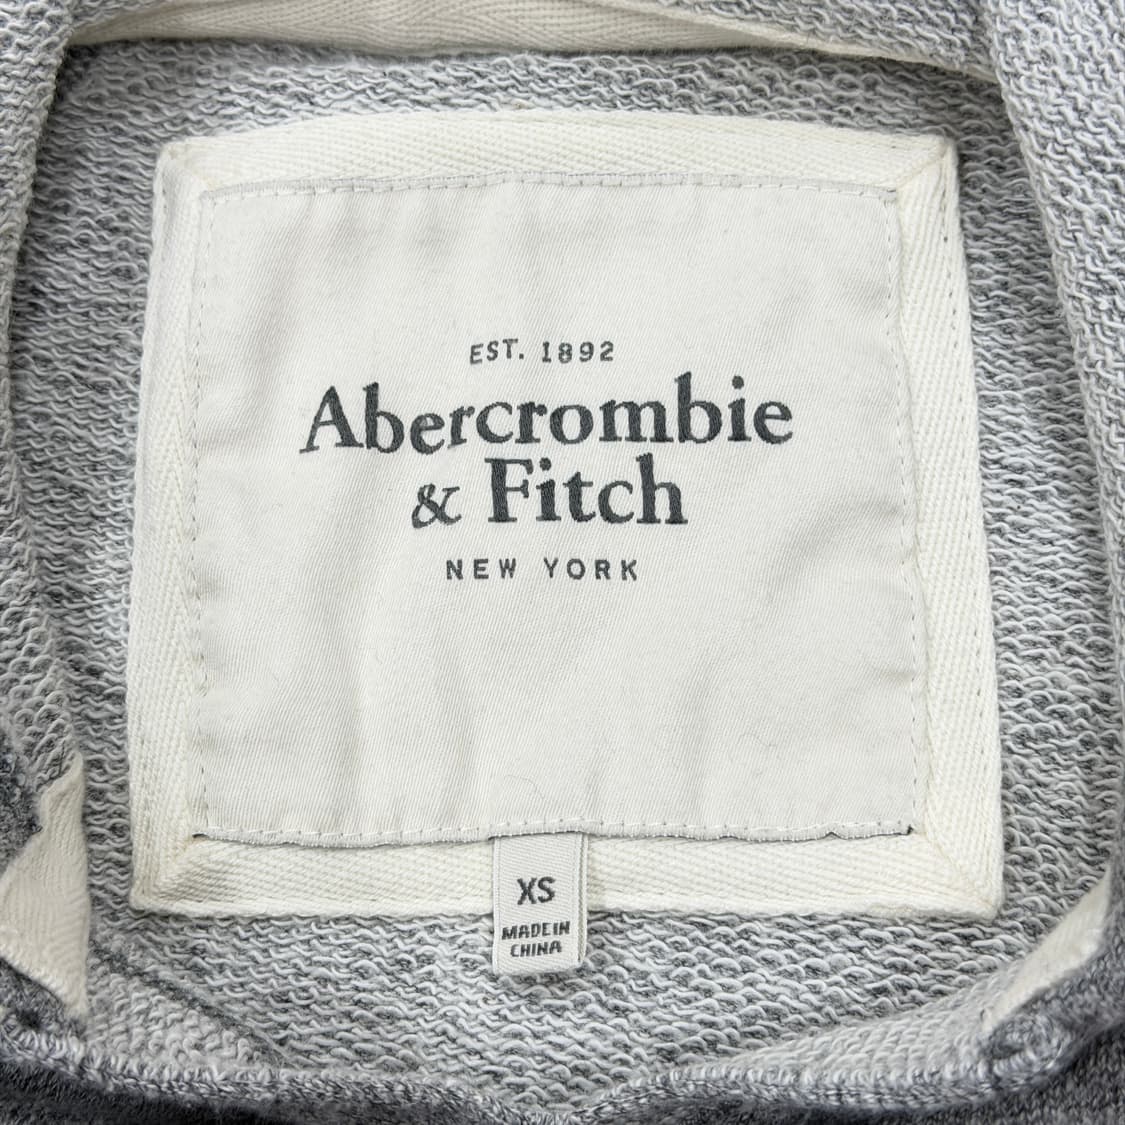 EST. 1892
Abercrombie
& Fitch
NEW YORK
XS
MADE IN
CHINA